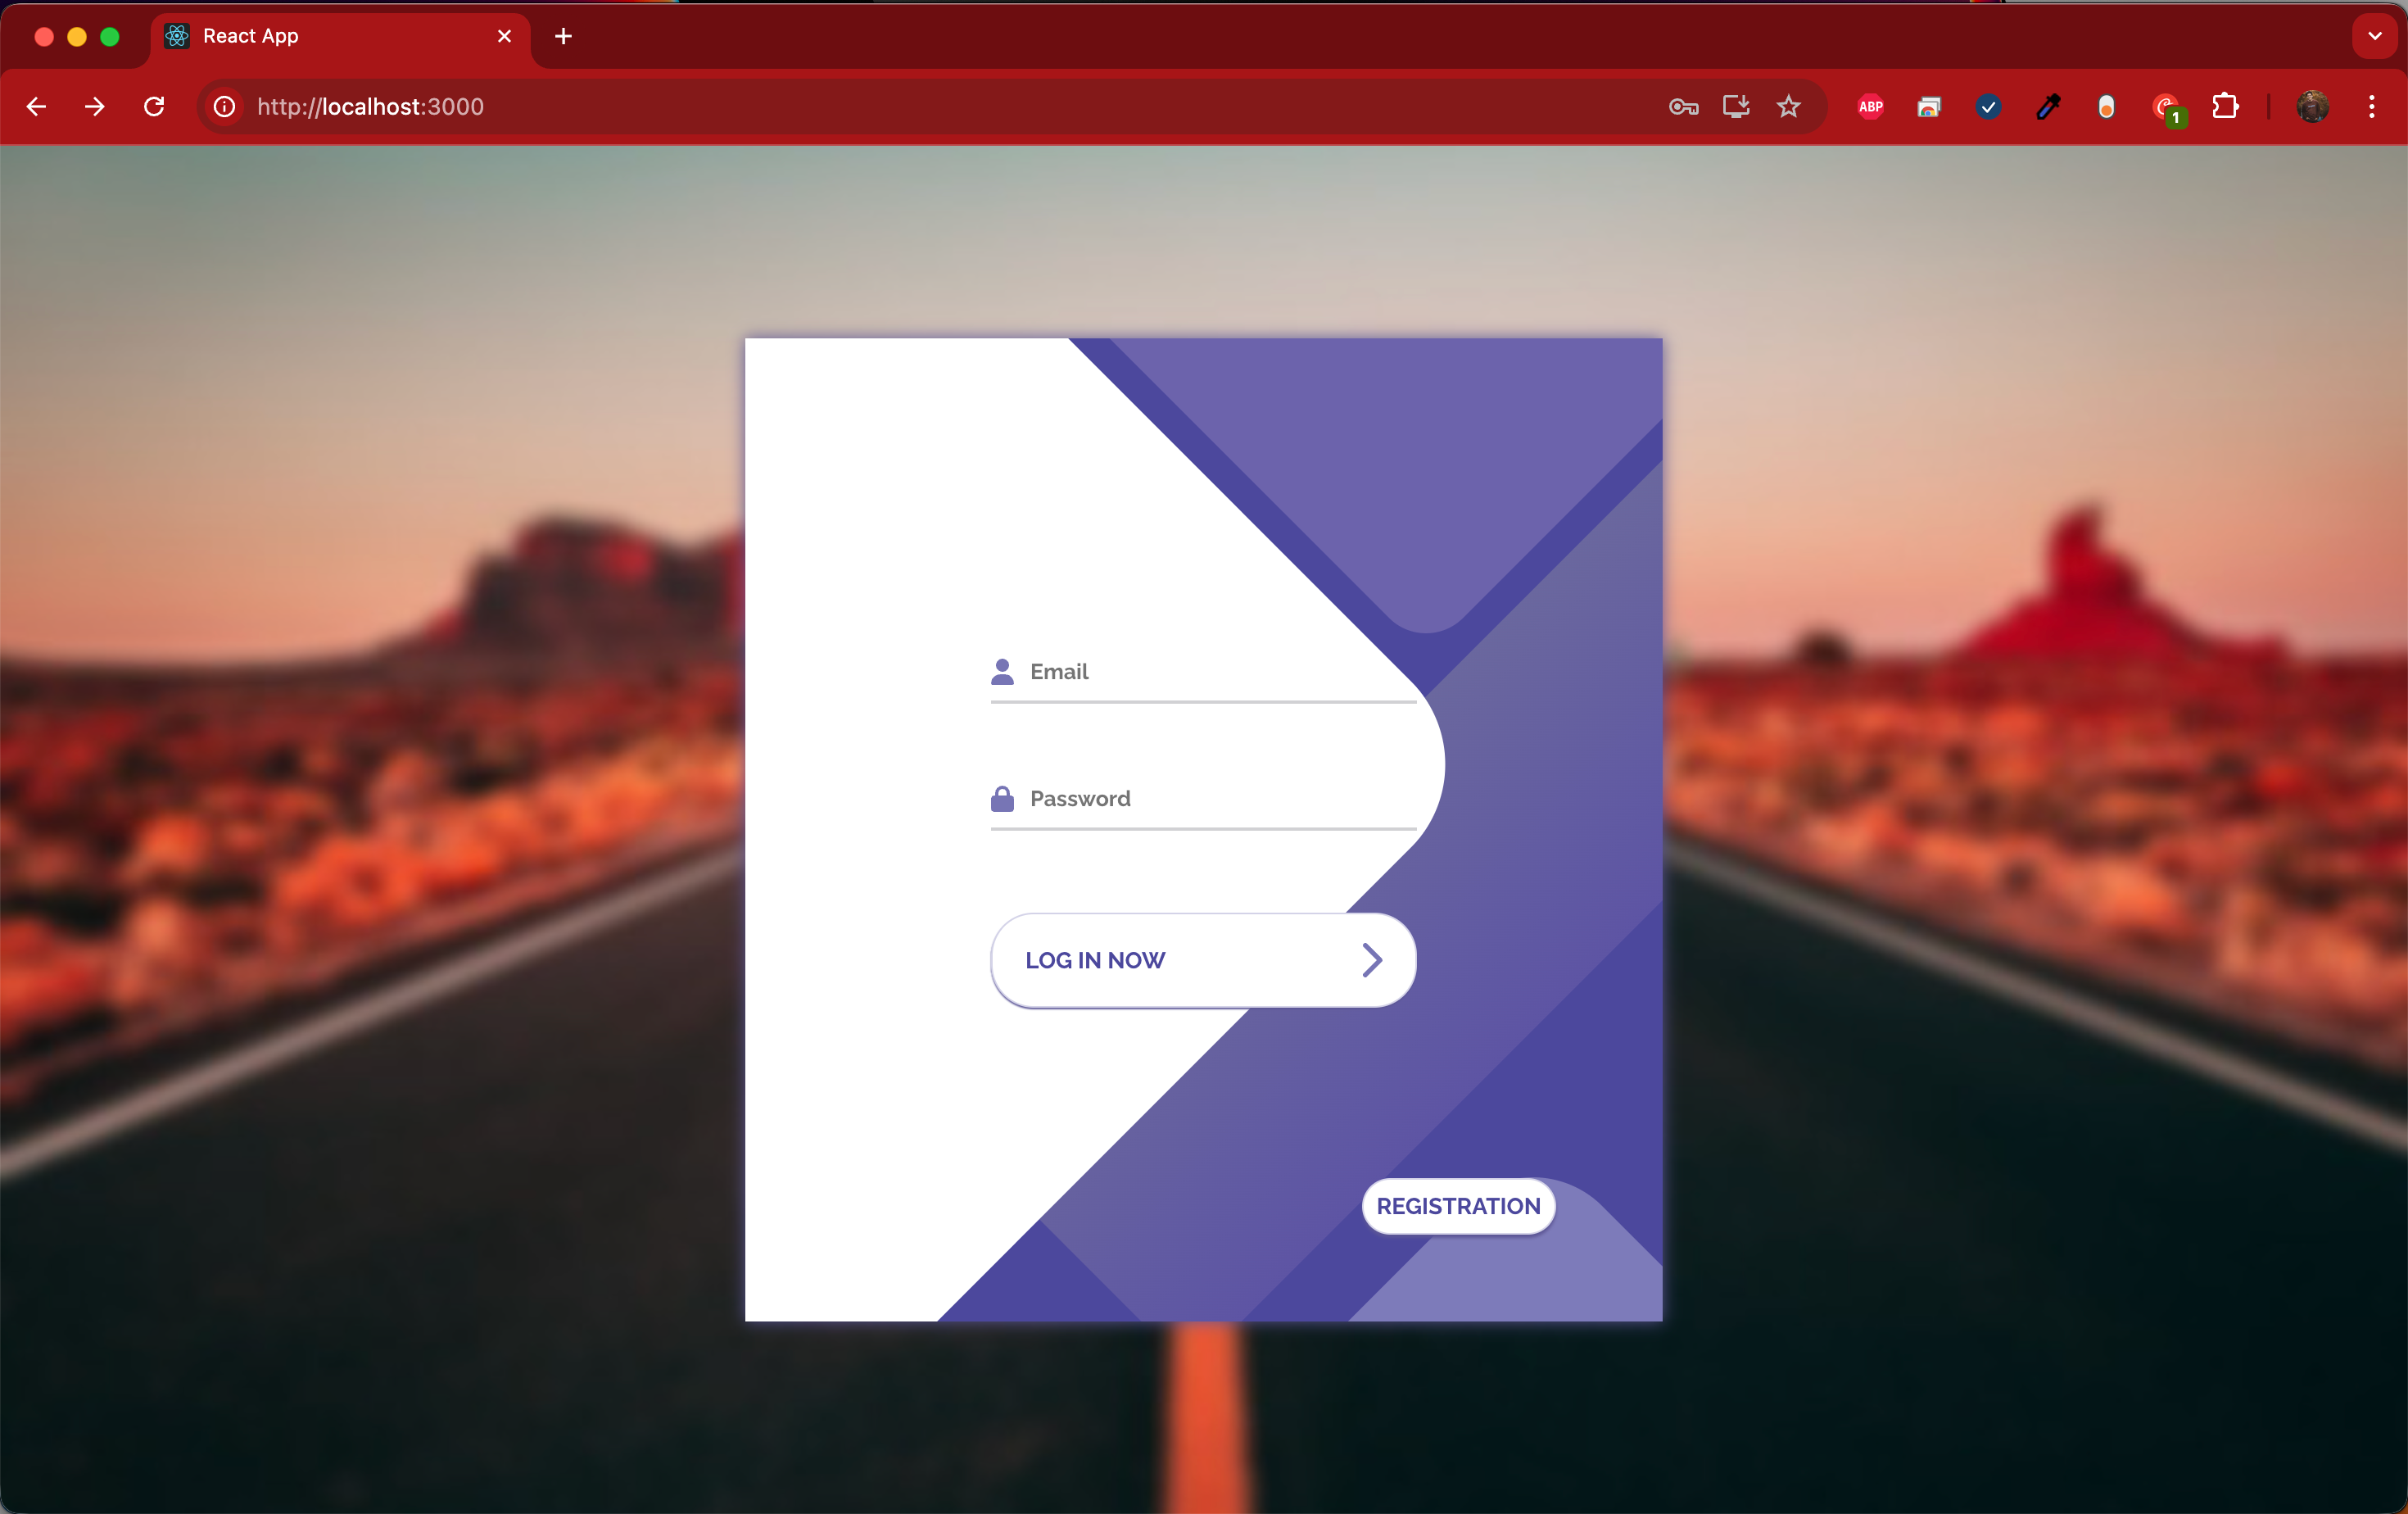 React App
http://localhost:3000
ABP
1
Email
Password
LOG IN NOW
REGISTRATION